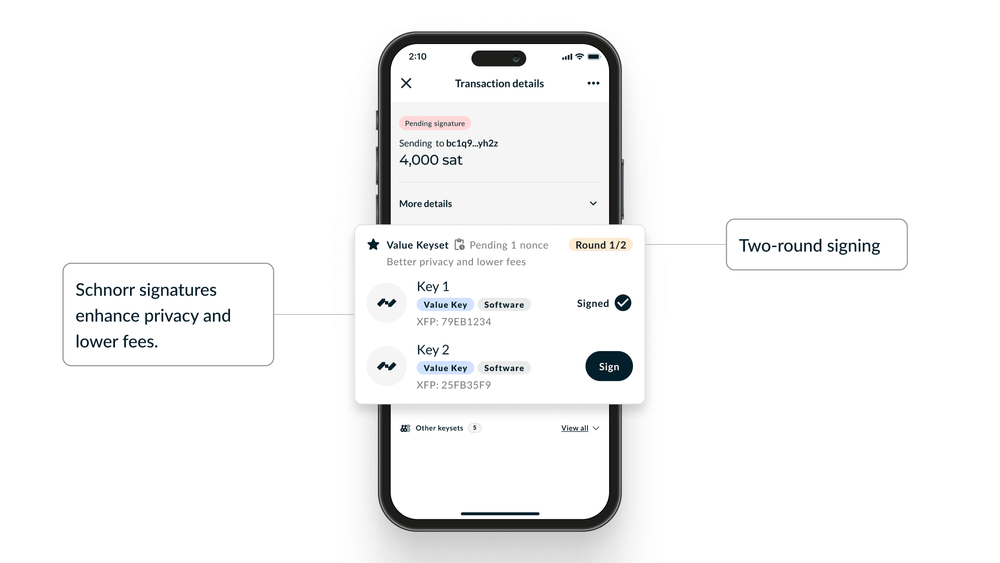 2:10
Transaction details
Pending signature
Sending to bc1q9...yh2z
4,000 sat
More details
Value Keyset Pending 1 nonce Round 1/2
Better privacy and lower fees
Key 1
Value Key Software
Signed
XFP: 79EB1234
Key 2
Value Key Software
Sign
XFP: 25FB35F9
Other keysets 5 View all
Schnorr signatures
enhance privacy and
lower fees.
Two-round signing